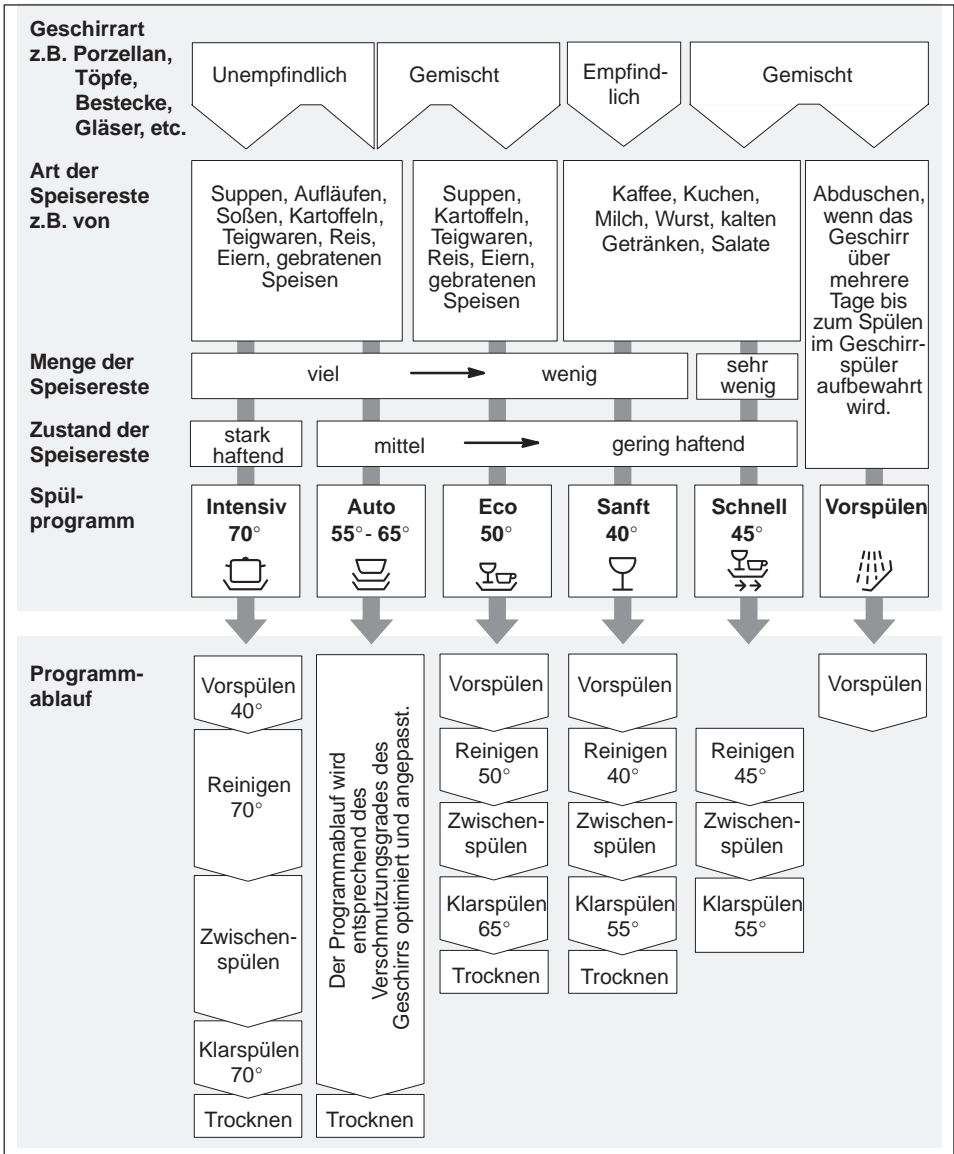 Geschirrart
z.B. Porzellan,
Töpfe,
Bestecke,
Gläser, etc.
Unempfindlich
Gemischt
Empfind-
lich
Gemischt
Art der
Speisereste
z.B. von
Suppen, Aufläufen,
Soßen, Kartoffeln,
Teigwaren, Reis,
Eiern, gebratenen
Speisen
Suppen,
Kartoffeln,
Teigwaren,
Reis, Eiern,
gebratenen
Speisen
Kaffee, Kuchen,
Milch, Wurst, kalten
Getränken, Salate
Abduschen,
wenn das
Geschirr
über
mehrere
Tage bis
zum Spülen
im Geschirr-
spüler
aufbewahrt
wird.
Menge der
Speisereste
viel
wenig
sehr
wenig
Zustand der
Speisereste
stark
haftend
mittel
gering haftend
Spül-
programm
Intensiv
70°
Auto
55°- 65°
Eco
50°
Sanft
40°
Schnell
45°
Vorspülen
Programm-
ablauf
Vorspülen
40°
Reinigen
70°
Zwischen-
spülen
Klarspülen
70°
Trocknen
Der Programmablauf wird
entsprechend des
Verschmutzungsgrades des
Geschirrs optimiert und angepasst.
Trocknen
Vorspülen
Reinigen
50°
Zwischen-
spülen
Klarspülen
65°
Trocknen
Vorspülen
Reinigen
40°
Zwischen-
spülen
Klarspülen
55°
Trocknen
Reinigen
45°
Zwischen-
spülen
Klarspülen
55°
Vorspülen